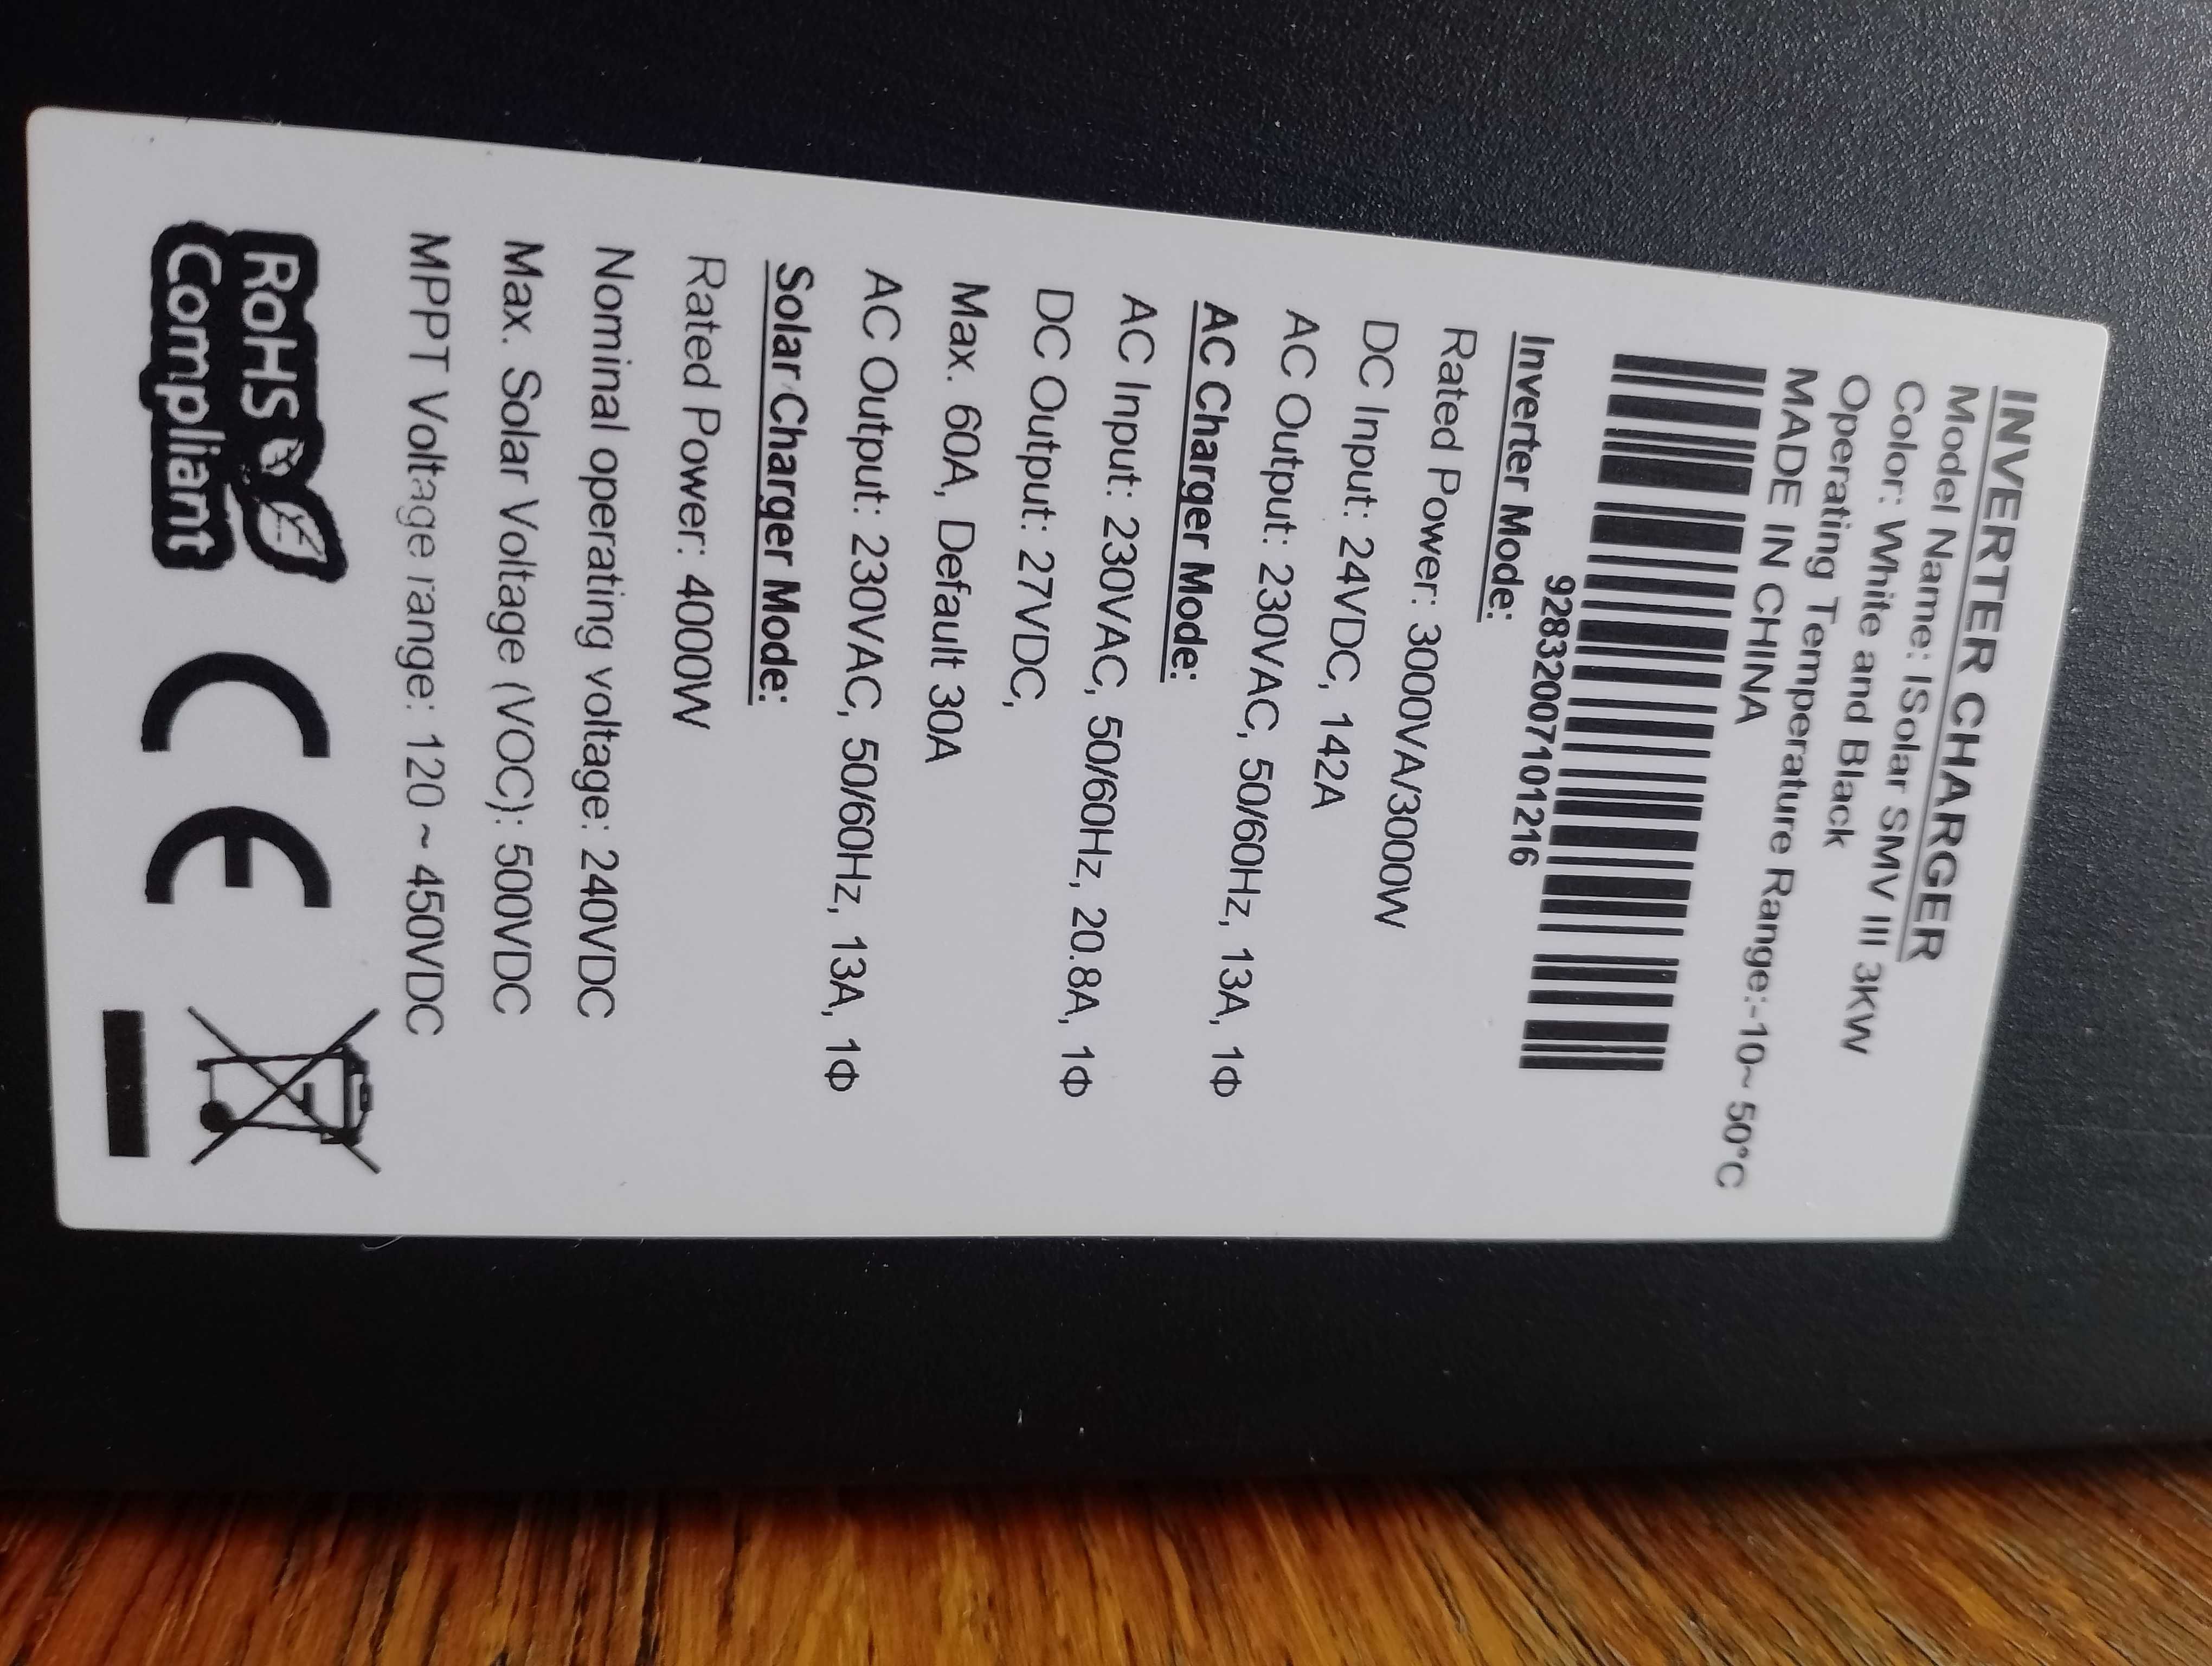 INVERTER CHARGER
Model Name: ISolar SMV III 3KW
Color: White and Black
Operating Temperature Range:-10~ 50°C
MADE IN CHINA
92832007101216
Inverter Mode:
Rated Power: 3000VA/3000W
DC Input: 24VDC, 142A
AC Output: 230VAC, 50/60Hz, 13A, 1Φ
AC Charger Mode:
AC Input: 230VAC, 50/60Hz, 20.8A, 1Φ
DC Output: 27VDC,
Max. 60A, Default 30A
AC Output: 230VAC, 50/60Hz, 13A, 1Φ
Solar Charger Mode:
Rated Power: 4000W
Nominal operating voltage: 240VDC
Max. Solar Voltage (VOC): 500VDC
MPPT Voltage range: 120 ~ 450VDC
RoHS
Compliant
CE